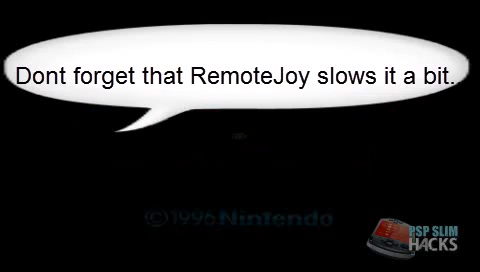 Dont forget that RemoteJoy slows it a bit..
©1996 Nintendo
PSP SLIM
HACKS